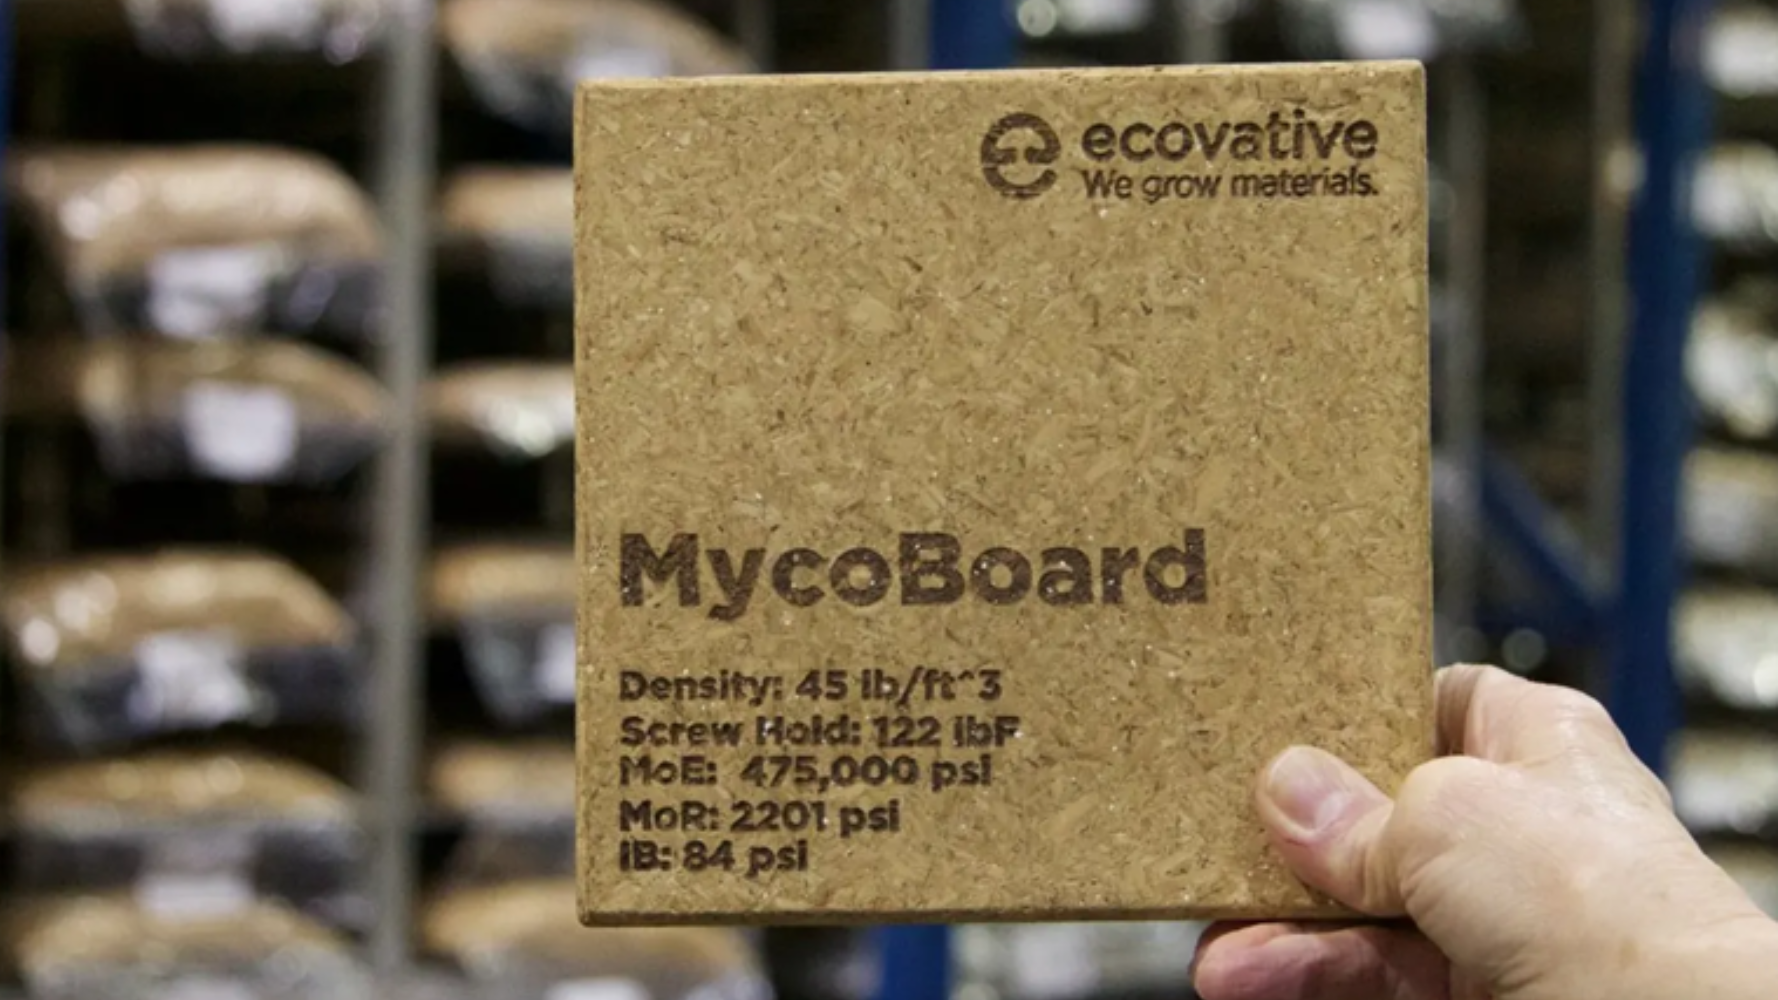 ecovative
We grow materials.
MycoBoard
Density: 45 lb/ft^3
Screw Hold: 122 lbF
MoE: 475,000 psi
MoR: 2201 psi
IB: 84 psi